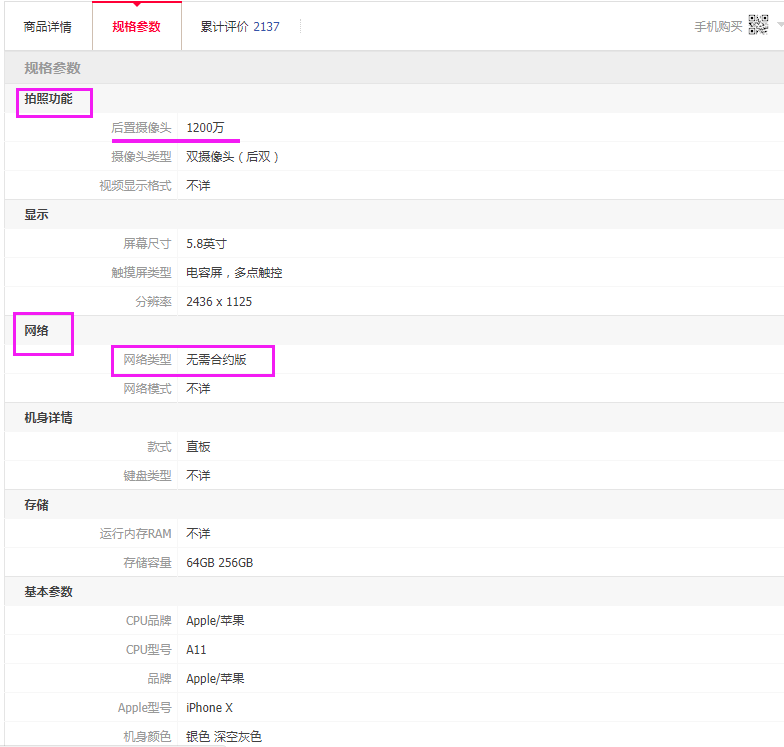 商品详情 规格参数 累计评价 2137 手机购买
规格参数
拍照功能
后置摄像头 1200万
摄像头类型 双摄像头（后双）
视频显示格式 不详
显示
屏幕尺寸 5.8英寸
触摸屏类型 电容屏，多点触控
分辨率 2436 x 1125
网络
网络类型 无需合约版
网络模式 不详
机身详情
款式 直板
键盘类型 不详
存储
运行内存RAM 不详
存储容量 64GB 256GB
基本参数
CPU品牌 Apple/苹果
CPU型号 A11
品牌 Apple/苹果
Apple型号 iPhone X
机身颜色 银色 深空灰色